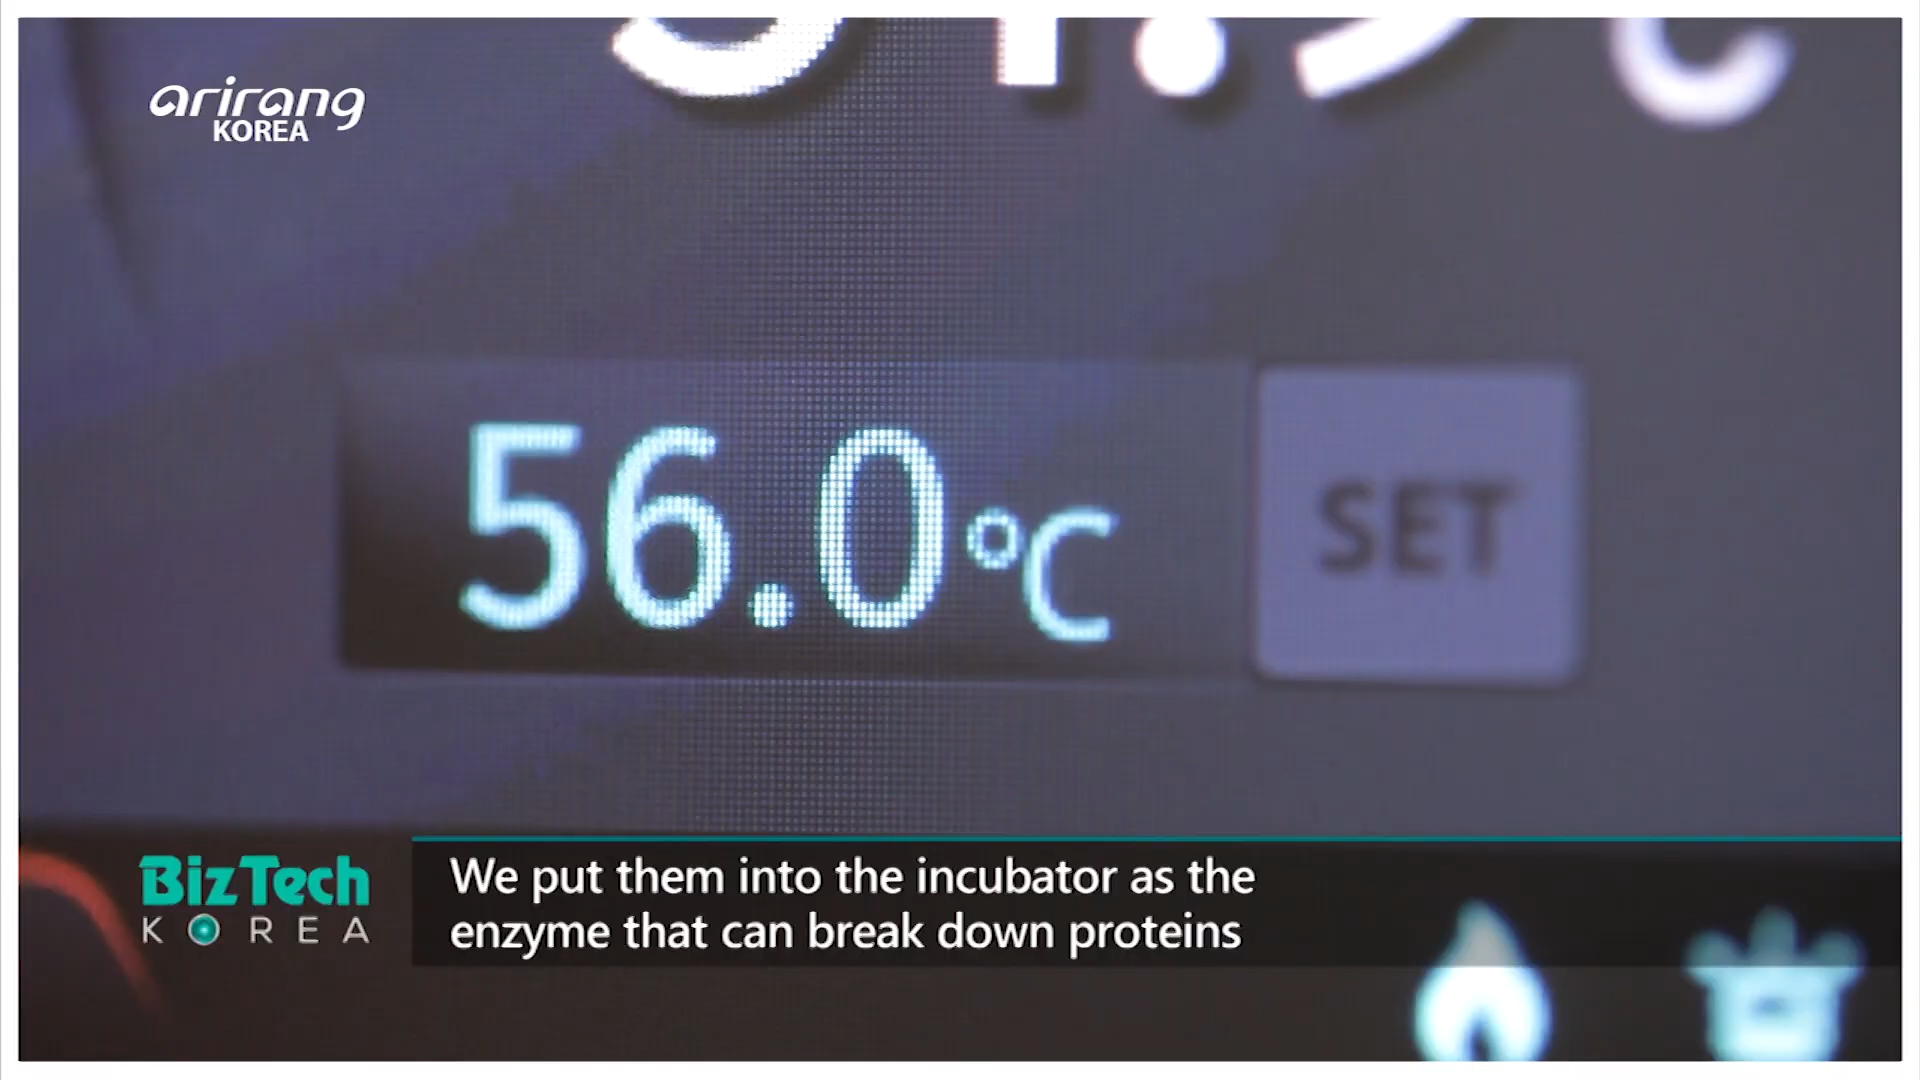 arirang
KOREA
56.0°C
SET
BizTech
KOREA
We put them into the incubator as the
enzyme that can break down proteins